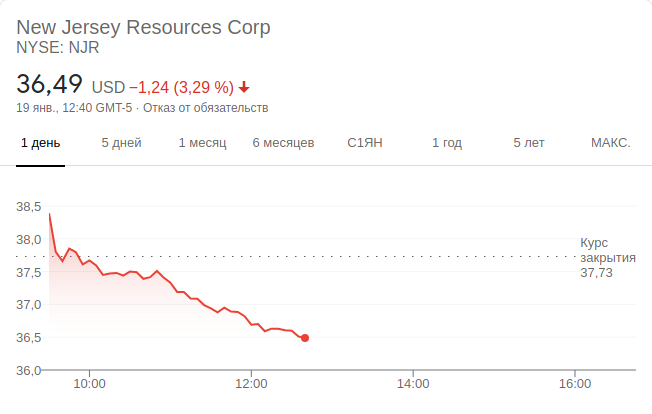 New Jersey Resources Corp
NYSE: NJR
36,49 USD −1,24 (3,29 %)
19 янв., 12:40 GMT-5 · Отказ от обязательств
1 день 5 дней 1 месяц 6 месяцев С1ЯН 1 год 5 лет МАКС.
38,5
38,0
37,5
37,0
36,5
36,0
Курс
закрытия
37,73
10:00 12:00 14:00 16:00